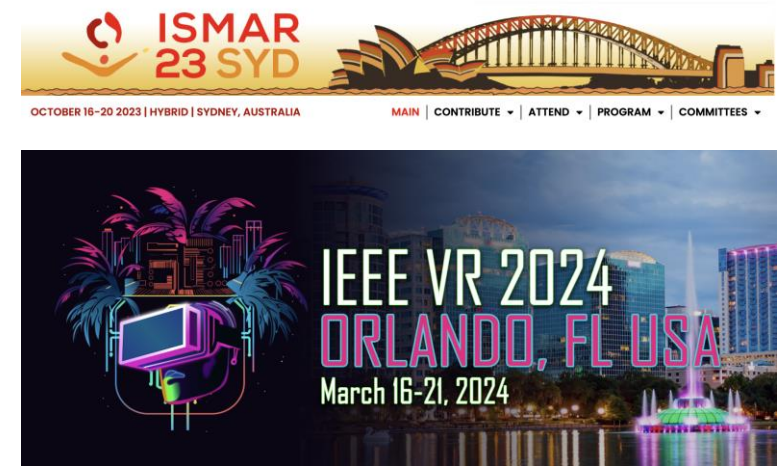 ISMAR
23 SYD
OCTOBER 16-20 2023 | HYBRID | SYDNEY, AUSTRALIA
MAIN | CONTRIBUTE | ATTEND | PROGRAM | COMMITTEES
IEEE VR 2024
ORLANDO, FL USA
March 16-21, 2024